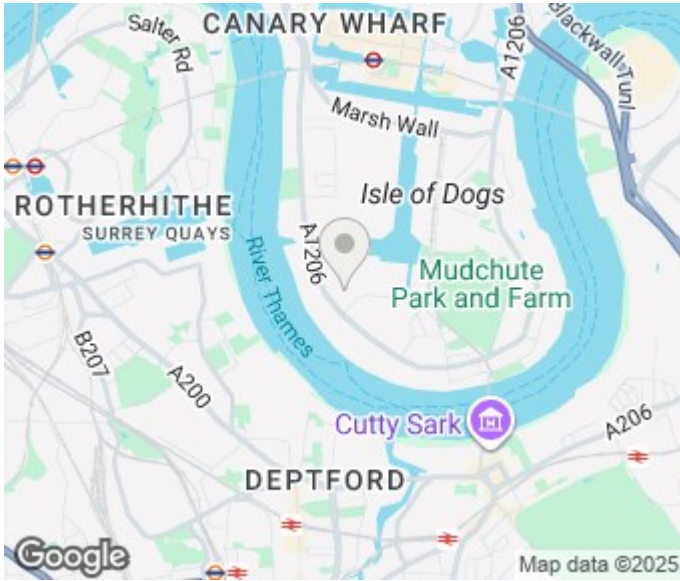 CANARY WHARF
Salter Rd
A1206
Blackwall Tunl
Marsh Wall
Isle of Dogs
ROTHERHITHE
SURREY QUAYS
A1206
River Thames
Mudchute
Park and Farm
B207
A200
Cutty Sark
A206
DEPTFORD
Google
Map data ©2025